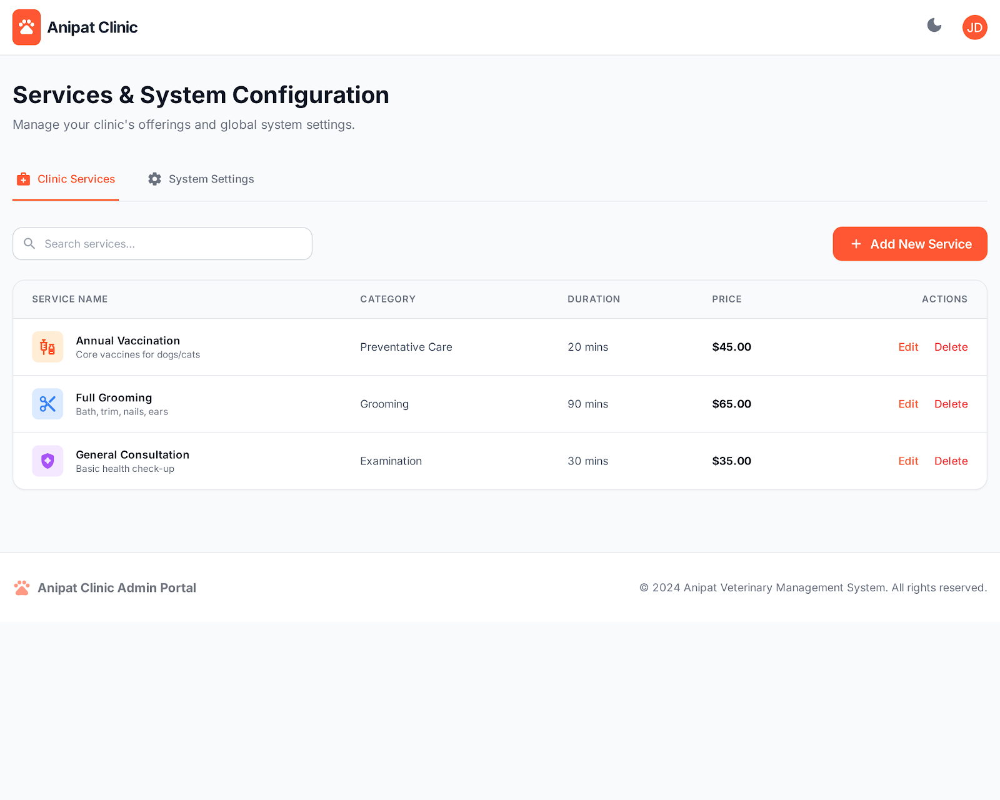 Anipat Clinic
JD
Services & System Configuration
Manage your clinic's offerings and global system settings.
Clinic Services
System Settings
Search services...
Add New Service
SERVICE NAME CATEGORY DURATION PRICE ACTIONS
Annual Vaccination
Core vaccines for dogs/cats
Preventative Care 20 mins $45.00 Edit Delete
Full Grooming
Bath, trim, nails, ears
Grooming 90 mins $65.00 Edit Delete
General Consultation
Basic health check-up
Examination 30 mins $35.00 Edit Delete
Anipat Clinic Admin Portal
© 2024 Anipat Veterinary Management System. All rights reserved.